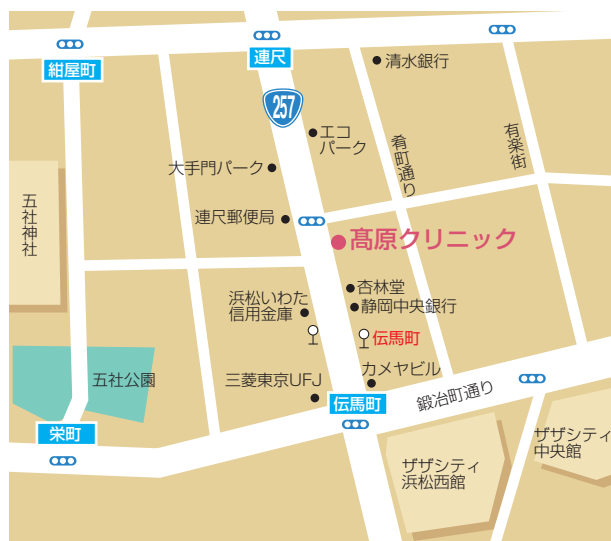 連尺
紺屋町
清水銀行
257
エコ
パーク
肴町通り
有楽街
大手門パーク
五社神社
連尺郵便局
髙原クリニック
杏林堂
浜松いわた
信用金庫
静岡中央銀行
伝馬町
五社公園
三菱東京UFJ
カメヤビル
伝馬町
鍛冶町通り
栄町
ザザシティ
中央館
ザザシティ
浜松西館